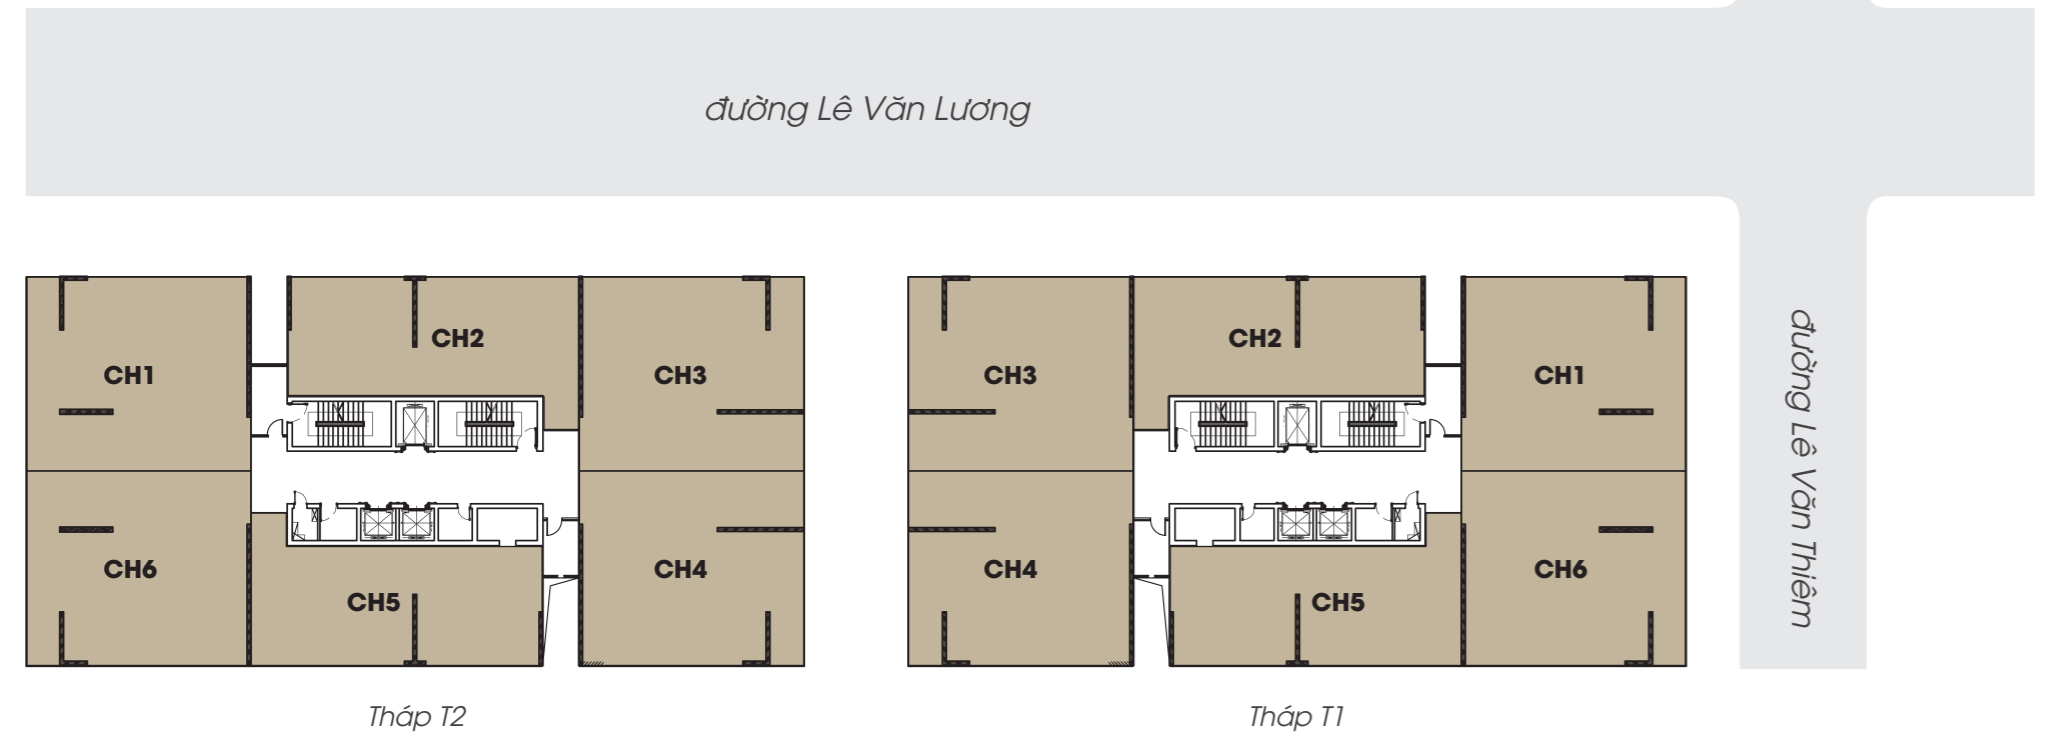 đường Lê Văn Lương
đường Lê Văn Thiêm
CH1
CH2
CH3
CH6
CH5
CH4
Tháp T2
CH3
CH2
CH1
CH4
CH5
CH6
Tháp T1